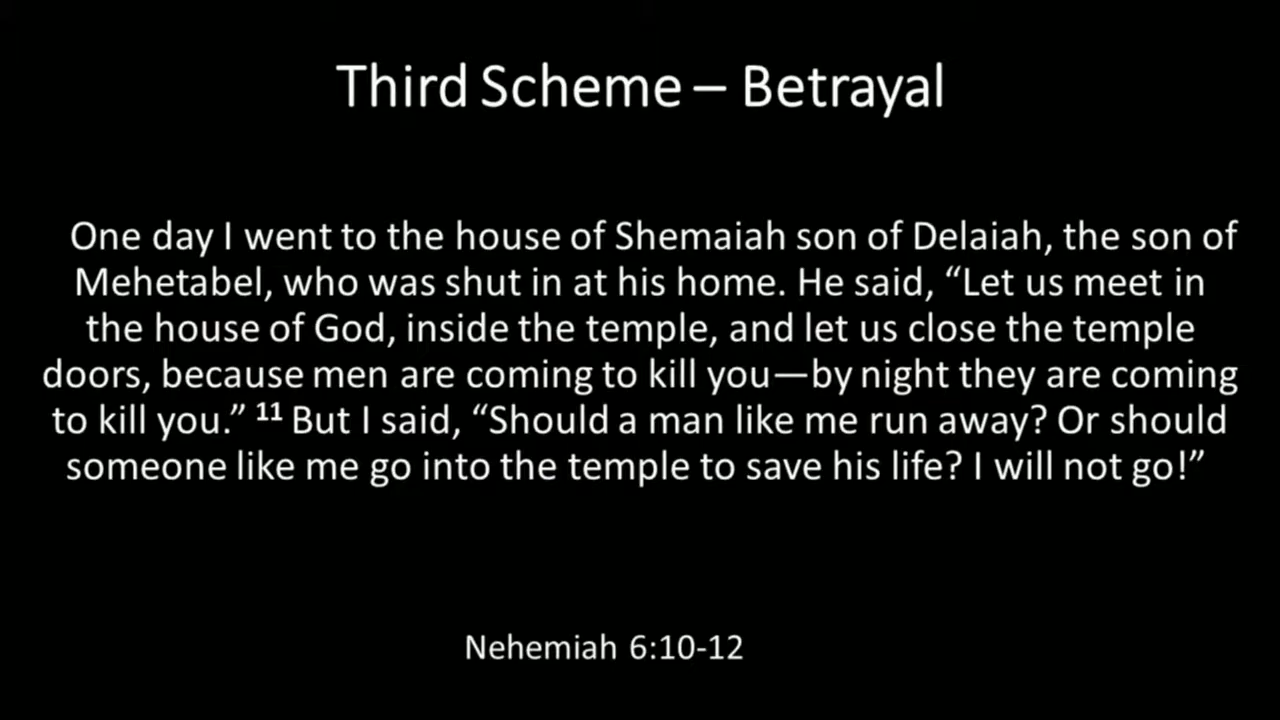 Third Scheme – Betrayal
One day I went to the house of Shemaiah son of Delaiah, the son of
Mehetabel, who was shut in at his home. He said, “Let us meet in
the house of God, inside the temple, and let us close the temple
doors, because men are coming to kill you—by night they are coming
to kill you.” 11 But I said, “Should a man like me run away? Or should
someone like me go into the temple to save his life? I will not go!”
Nehemiah 6:10-12